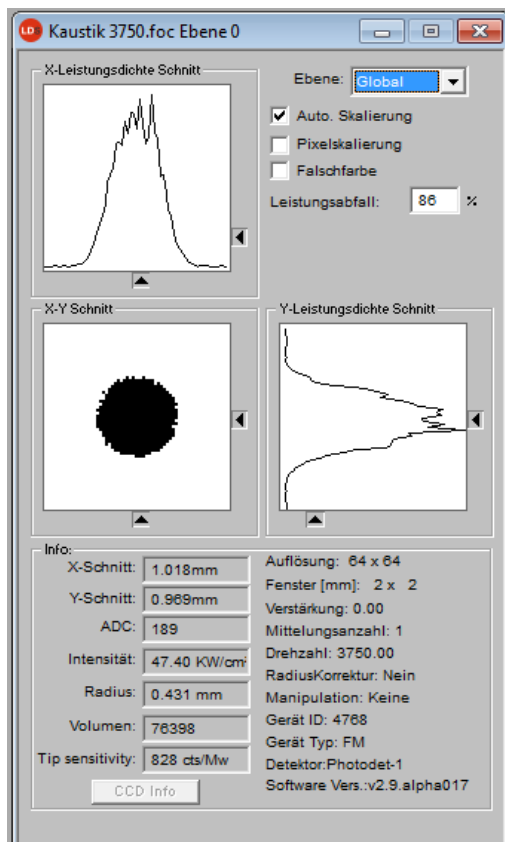 LDS Kaustik 3750.foc Ebene 0
X-Leistungsdichte Schnitt
Ebene: Global
Auto. Skalierung
Pixelskalierung
Falschfarbe
Leistungsabfall: 86 %
X-Y Schnitt
Y-Leistungsdichte Schnitt
Info:
X-Schnitt: 1.018mm
Y-Schnitt: 0.969mm
ADC: 189
Intensität: 47.40 KW/cm²
Radius: 0.431 mm
Volumen: 76398
Tip sensitivity: 828 cts/Mw
CCD Info
Auflösung: 64 x 64
Fenster [mm]: 2 x 2
Verstärkung: 0.00
Mittelungsanzahl: 1
Drehzahl: 3750.00
RadiusKorrektur: Nein
Manipulation: Keine
Gerät ID: 4768
Gerät Typ: FM
Detektor:Photodet-1
Software Vers.:v2.9.alpha017